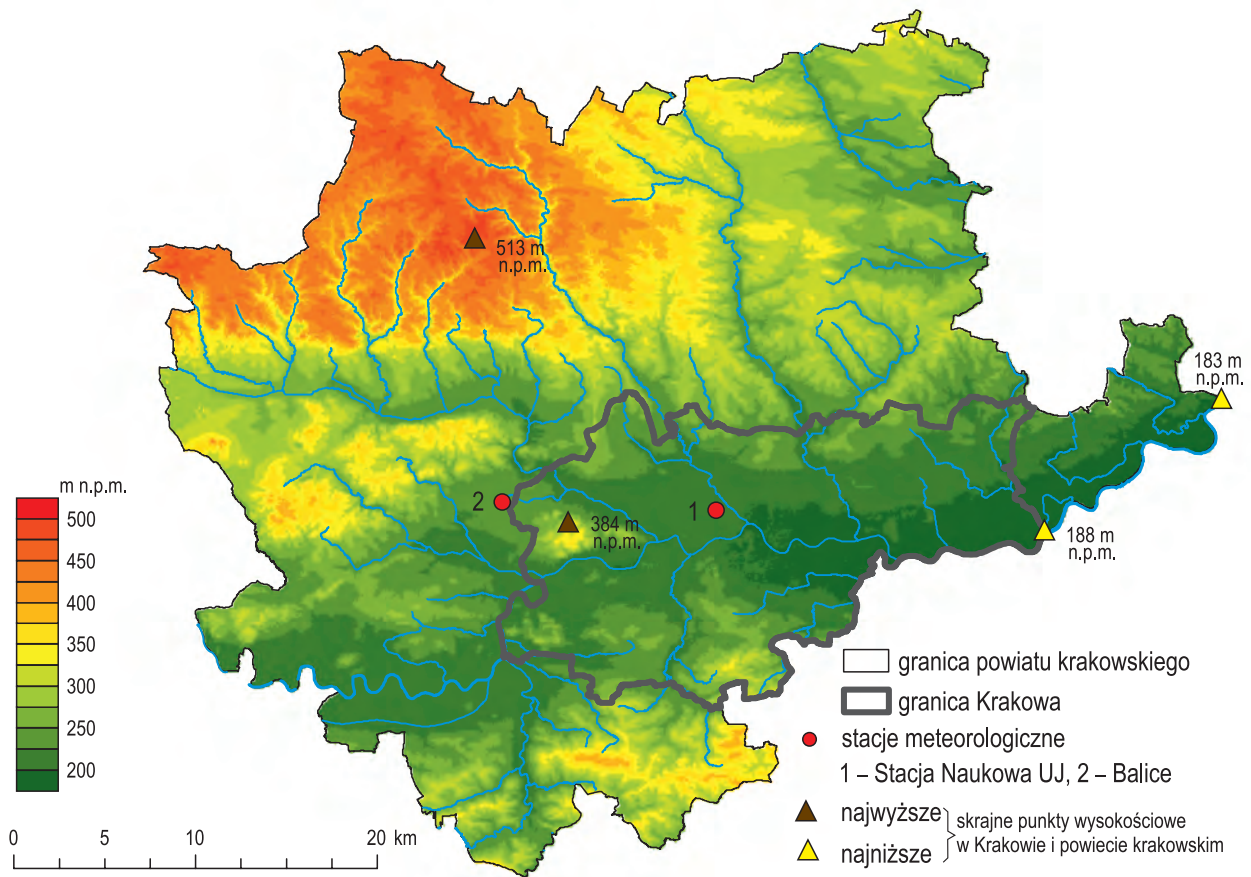 513 m
n.p.m.
183 m
n.p.m.
m n.p.m.
500
450
400
350
300
250
200
2
1
384 m
n.p.m.
188 m
n.p.m.
granica powiatu krakowskiego
granica Krakowa
stacje meteorologiczne
1 – Stacja Naukowa UJ, 2 – Balice
najwyższe
najniższe
skrajne punkty wysokościowe
w Krakowie i powiecie krakowskim
0 5 10 20 km